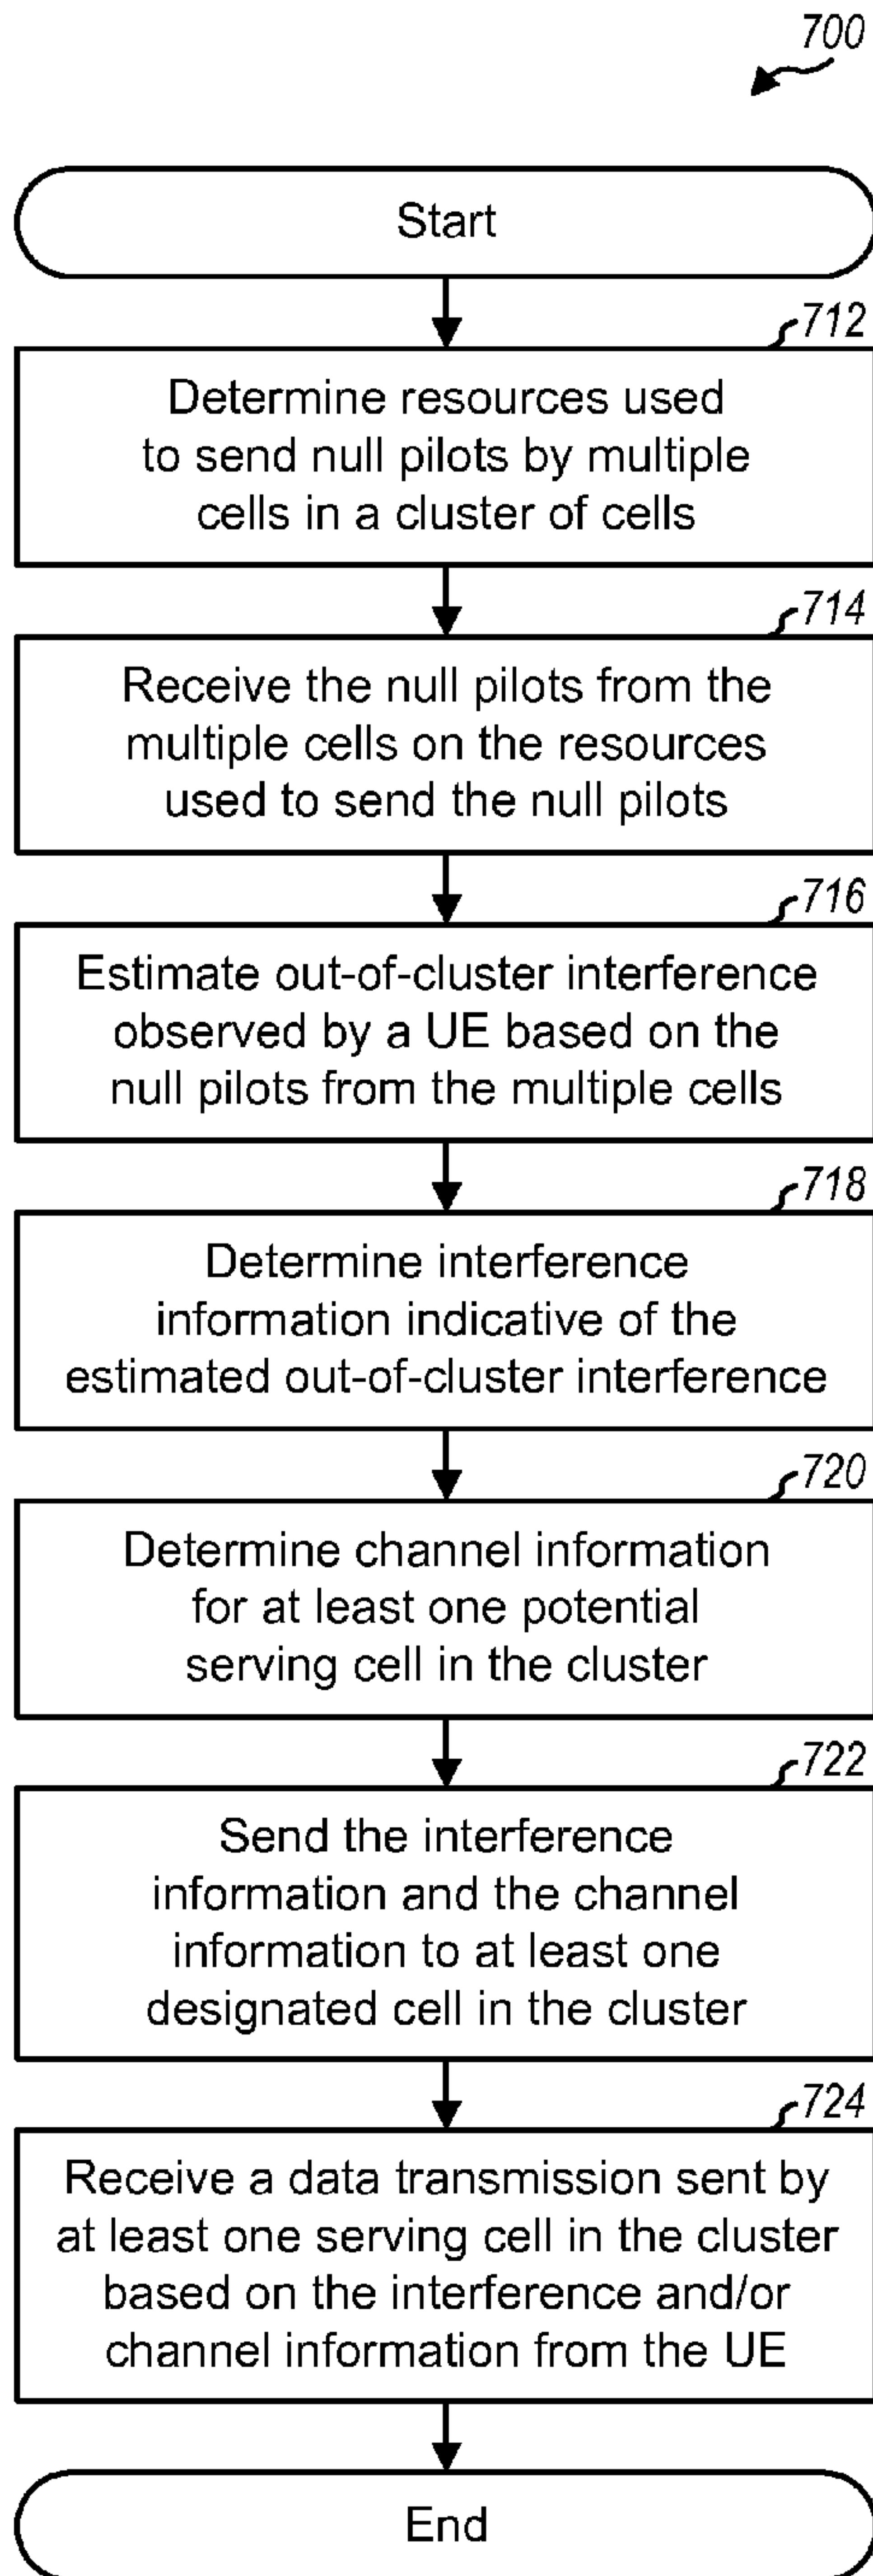 700
Start
712
Determine resources used
to send null pilots by multiple
cells in a cluster of cells
714
Receive the null pilots from the
multiple cells on the resources
used to send the null pilots
716
Estimate out-of-cluster interference
observed by a UE based on the
null pilots from the multiple cells
718
Determine interference
information indicative of the
estimated out-of-cluster interference
720
Determine channel information
for at least one potential
serving cell in the cluster
722
Send the interference
information and the channel
information to at least one
designated cell in the cluster
724
Receive a data transmission sent by
at least one serving cell in the cluster
based on the interference and/or
channel information from the UE
End